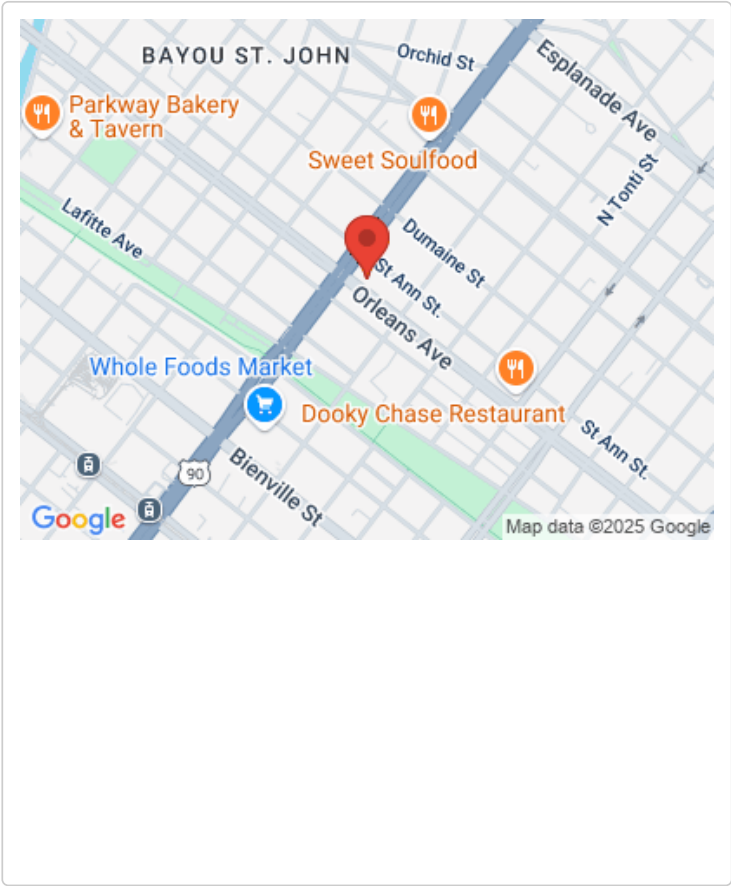 BAYOU ST. JOHN
Orchid St
Esplanade Ave
Parkway Bakery
& Tavern
Sweet Soulfood
N Tonti St
Lafitte Ave
Dumaine St
St Ann St.
Orleans Ave
Whole Foods Market
Dooky Chase Restaurant
St Ann St.
90
Bienville St
Google
Map data ©2025 Google